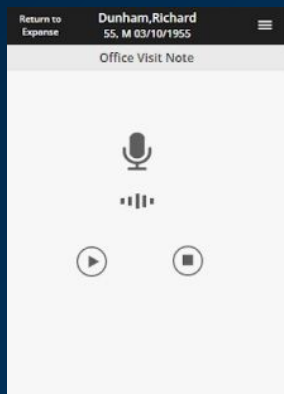 Return to
Expanse
Dunham,Richard
55, M 03/10/1955
Office Visit Note